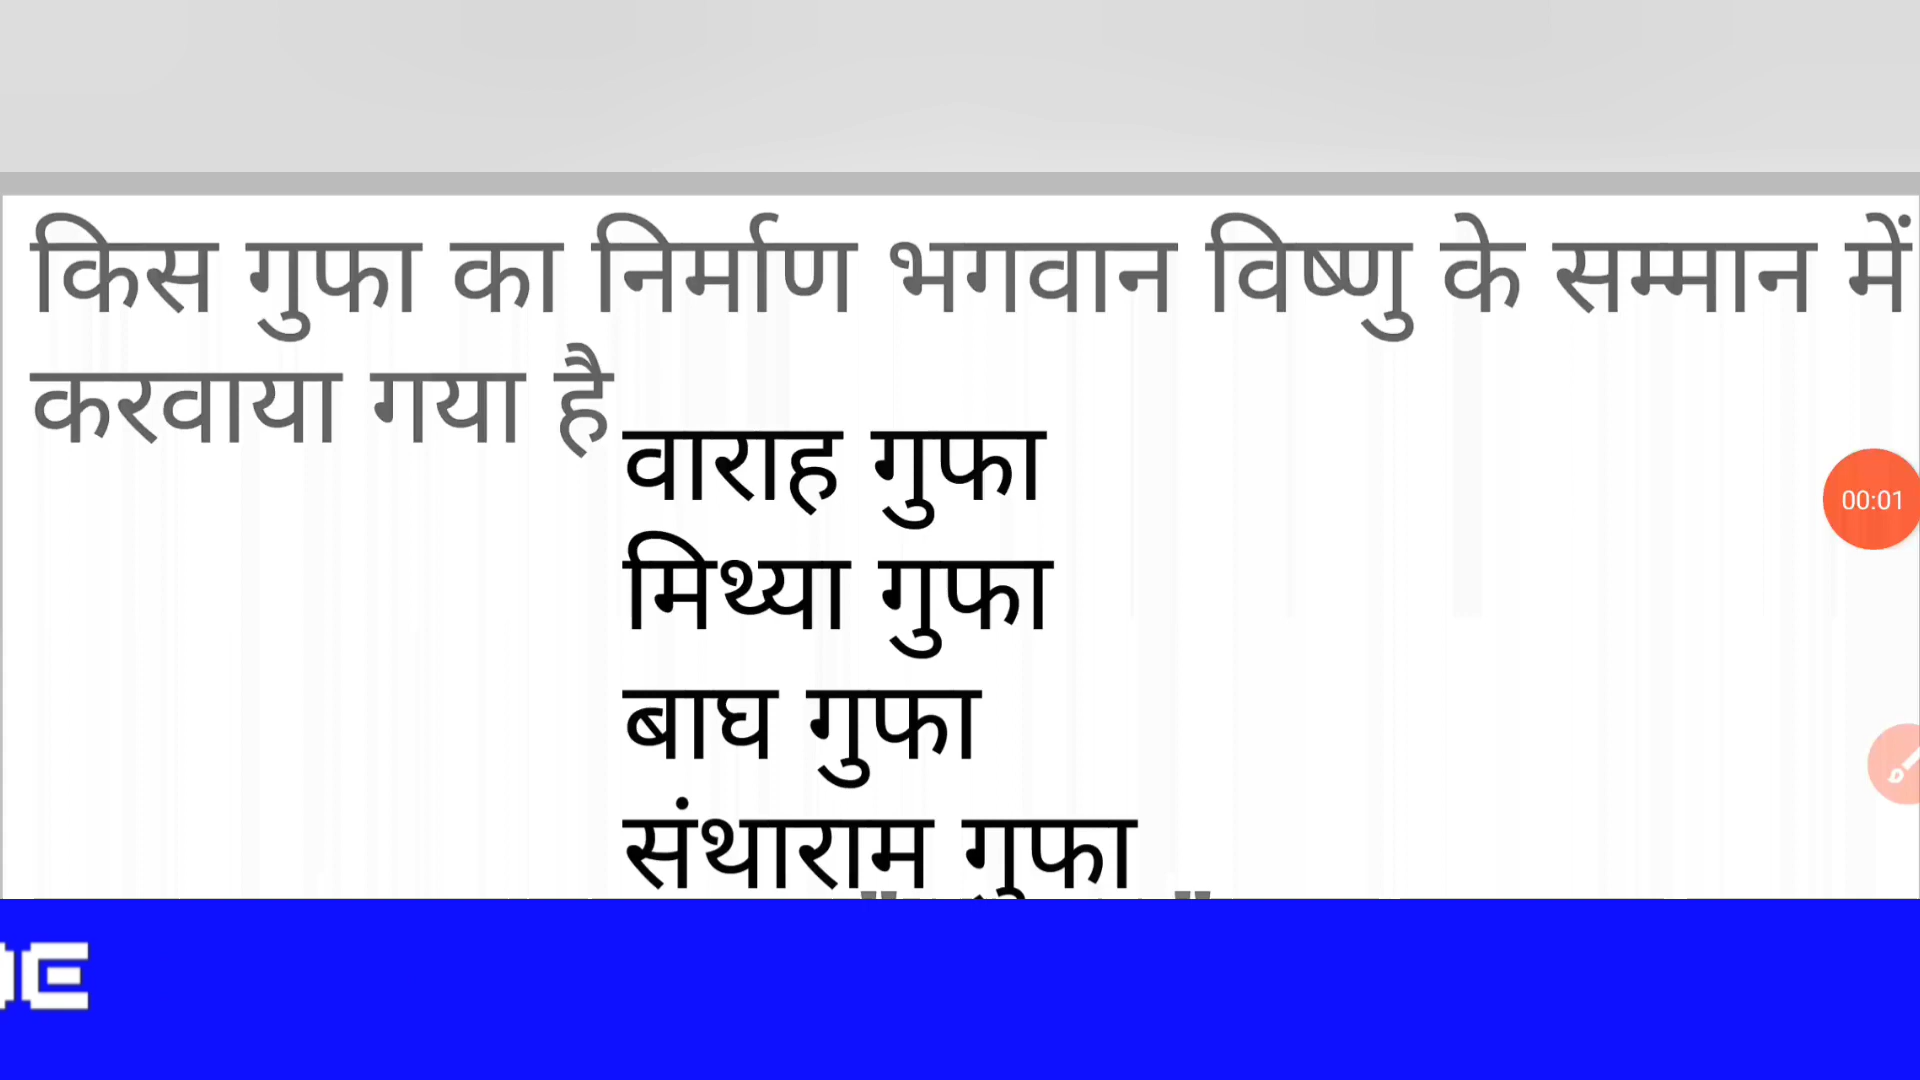 किस गुफा का निर्माण भगवान विष्णु के सम्मान में
करवाया गया है
वाराह गुफा
मिथ्या गुफा
बाघ गुफा
संथाराम गुफा
00:01